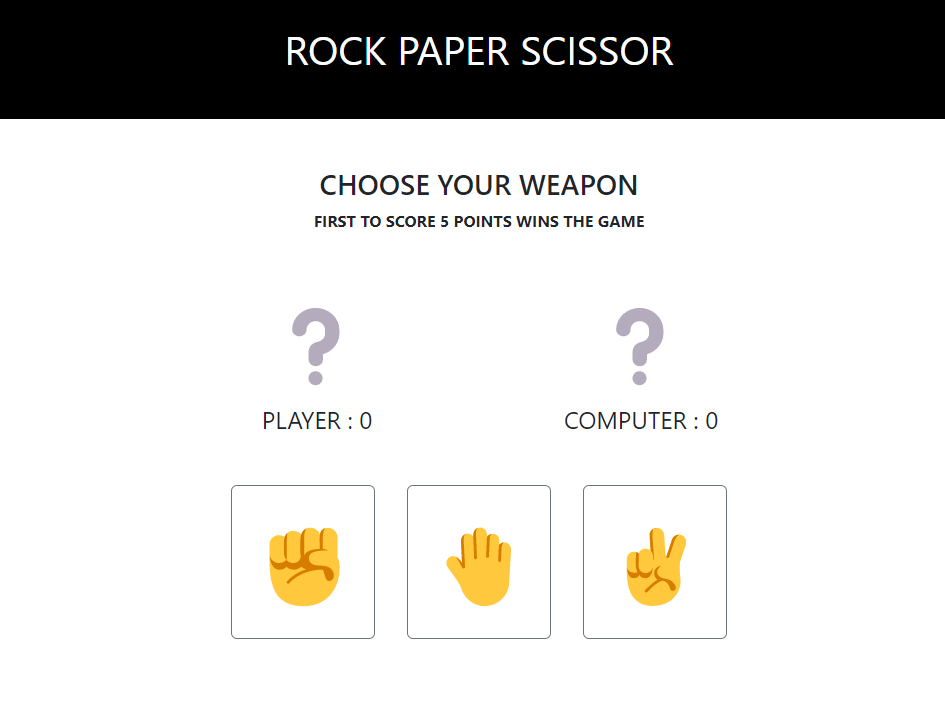 ROCK PAPER SCISSOR
CHOOSE YOUR WEAPON
FIRST TO SCORE 5 POINTS WINS THE GAME
? ?
PLAYER : 0 COMPUTER : 0